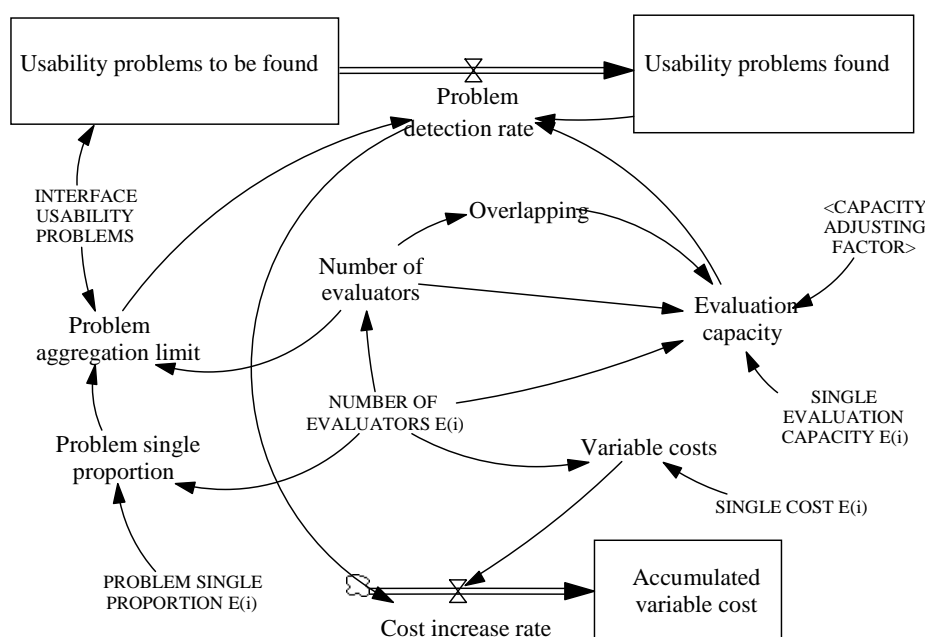 Usability problems to be found
Usability problems found
Problem
detection rate
INTERFACE
USABILITY
PROBLEMS
Overlapping
<CAPACITY
ADJUSTING
FACTOR>
Number of
evaluators
Evaluation
capacity
Problem
aggregation limit
NUMBER OF
EVALUATORS E(i)
SINGLE
EVALUATION
CAPACITY E(i)
Problem single
proportion
Variable costs
SINGLE COST E(i)
PROBLEM SINGLE
PROPORTION E(i)
Accumulated
variable cost
Cost increase rate